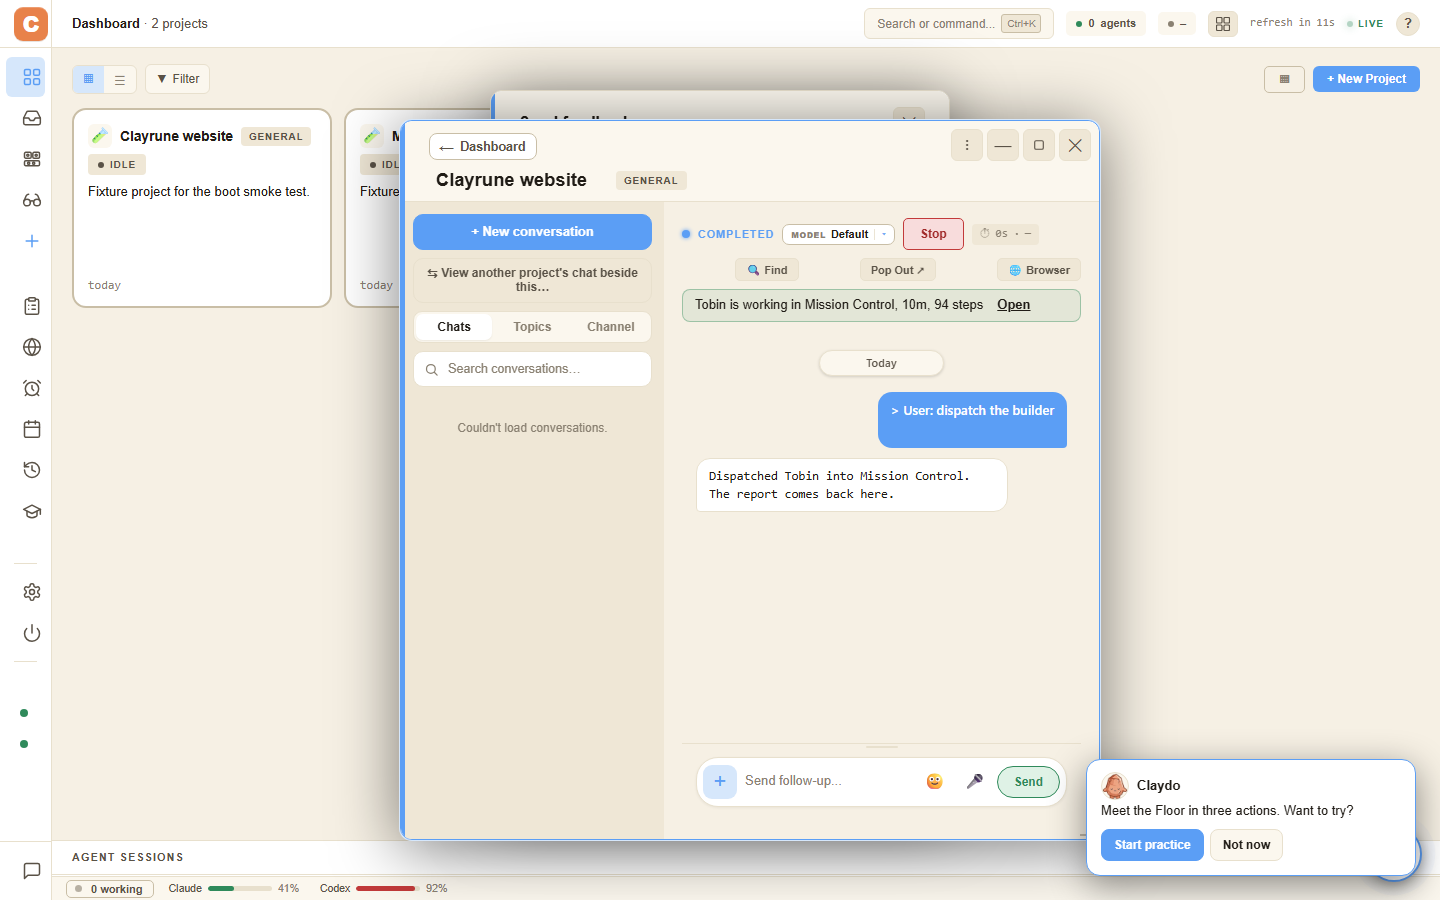 C
Dashboard · 2 projects
Search or command... Ctrl+K
0 agents
–
refresh in 11s
LIVE
?
Filter
+ New Project
Clayrune website GENERAL
IDLE
Fixture project for the boot smoke test.
today
today
← Dashboard
Clayrune website GENERAL
+ New conversation
⇆ View another project's chat beside
this...
Chats Topics Channel
Search conversations...
Couldn't load conversations.
COMPLETED MODEL Default Stop 0s · —
Find Pop Out ↗ Browser
Tobin is working in Mission Control, 10m, 94 steps Open
Today
> User: dispatch the builder
Dispatched Tobin into Mission Control.
The report comes back here.
+ Send follow-up... Send
Claydo
Meet the Floor in three actions. Want to try?
Start practice Not now
AGENT SESSIONS
0 working Claude 41% Codex 92%